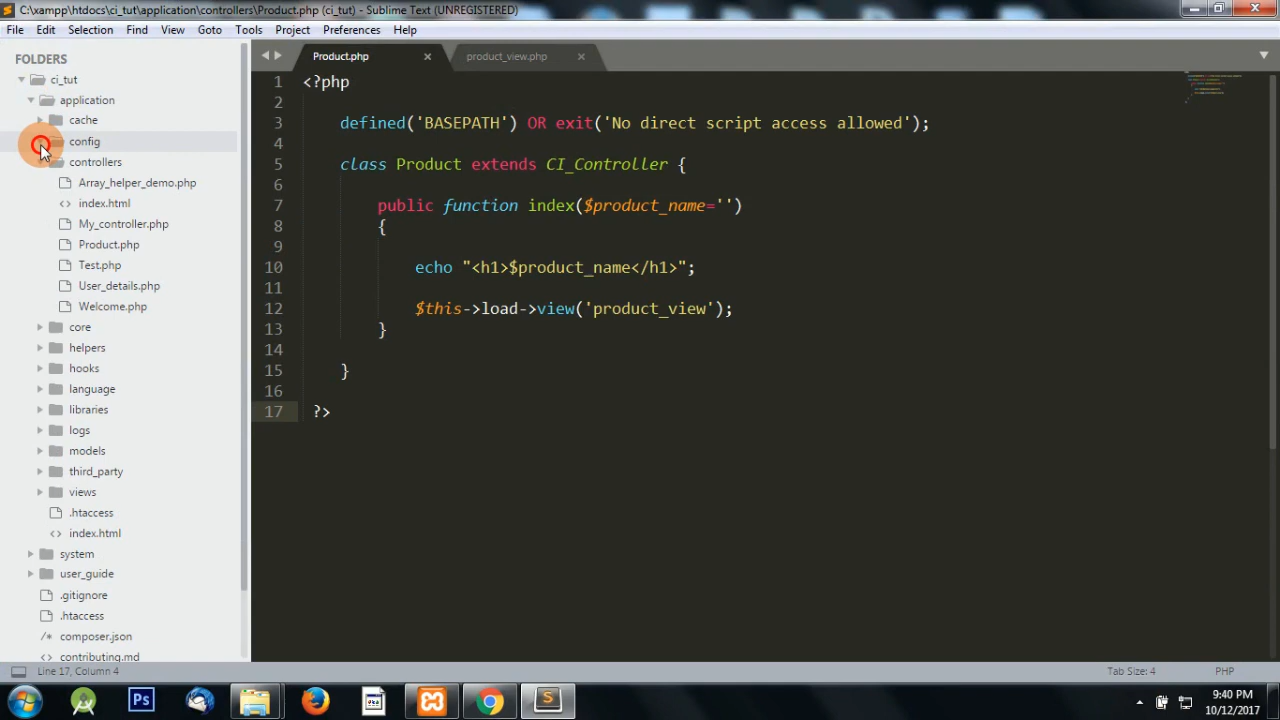 C:\xampp\htdocs\ci_tut\application\controllers\Product.php (ci_tut) - Sublime Text (UNREGISTERED)
File Edit Selection Find View Goto Tools Project Preferences Help
FOLDERS
ci_tut
application
cache
config
controllers
Array_helper_demo.php
<> index.html
My_controller.php
Product.php
Test.php
User_details.php
Welcome.php
core
helpers
hooks
language
libraries
logs
models
third_party
views
.htaccess
<> index.html
system
user_guide
.gitignore
.htaccess
/* composer.json
contributing.md
Product.php product_view.php
1 <?php
2
3 defined('BASEPATH') OR exit('No direct script access allowed');
4
5 class Product extends CI_Controller {
6
7 public function index($product_name='')
8 {
9
10 echo "<h1>$product_name</h1>";
11
12 $this->load->view('product_view');
13 }
14
15 }
16
17 ?>
Line 17, Column 4 Tab Size: 4 PHP
Ps
S
9:40 PM
10/12/2017